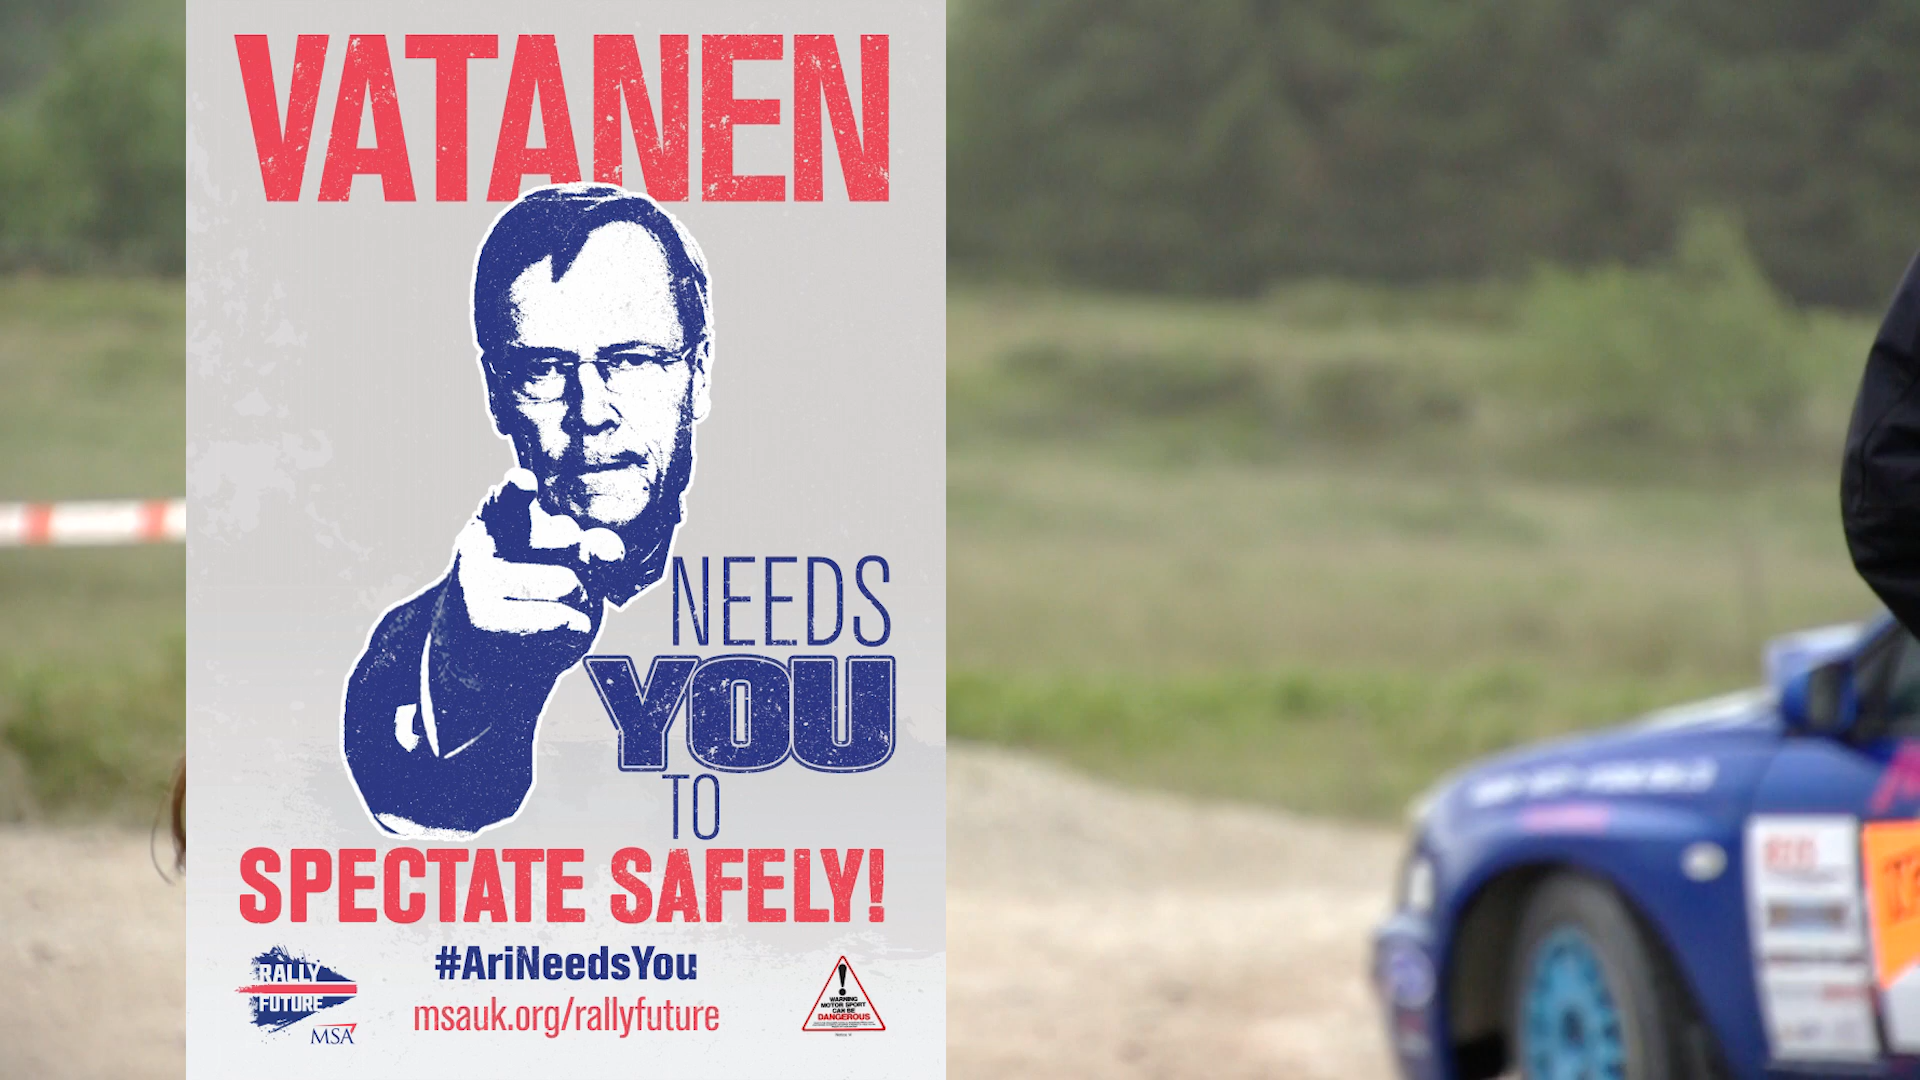 VATANEN
NEEDS
YOU
TO
SPECTATE SAFELY!
#AriNeedsYou
msauk.org/rallyfuture
RALLY
FUTURE
MSA
WARNING
MOTOR SPORT
CAN BE
DANGEROUS